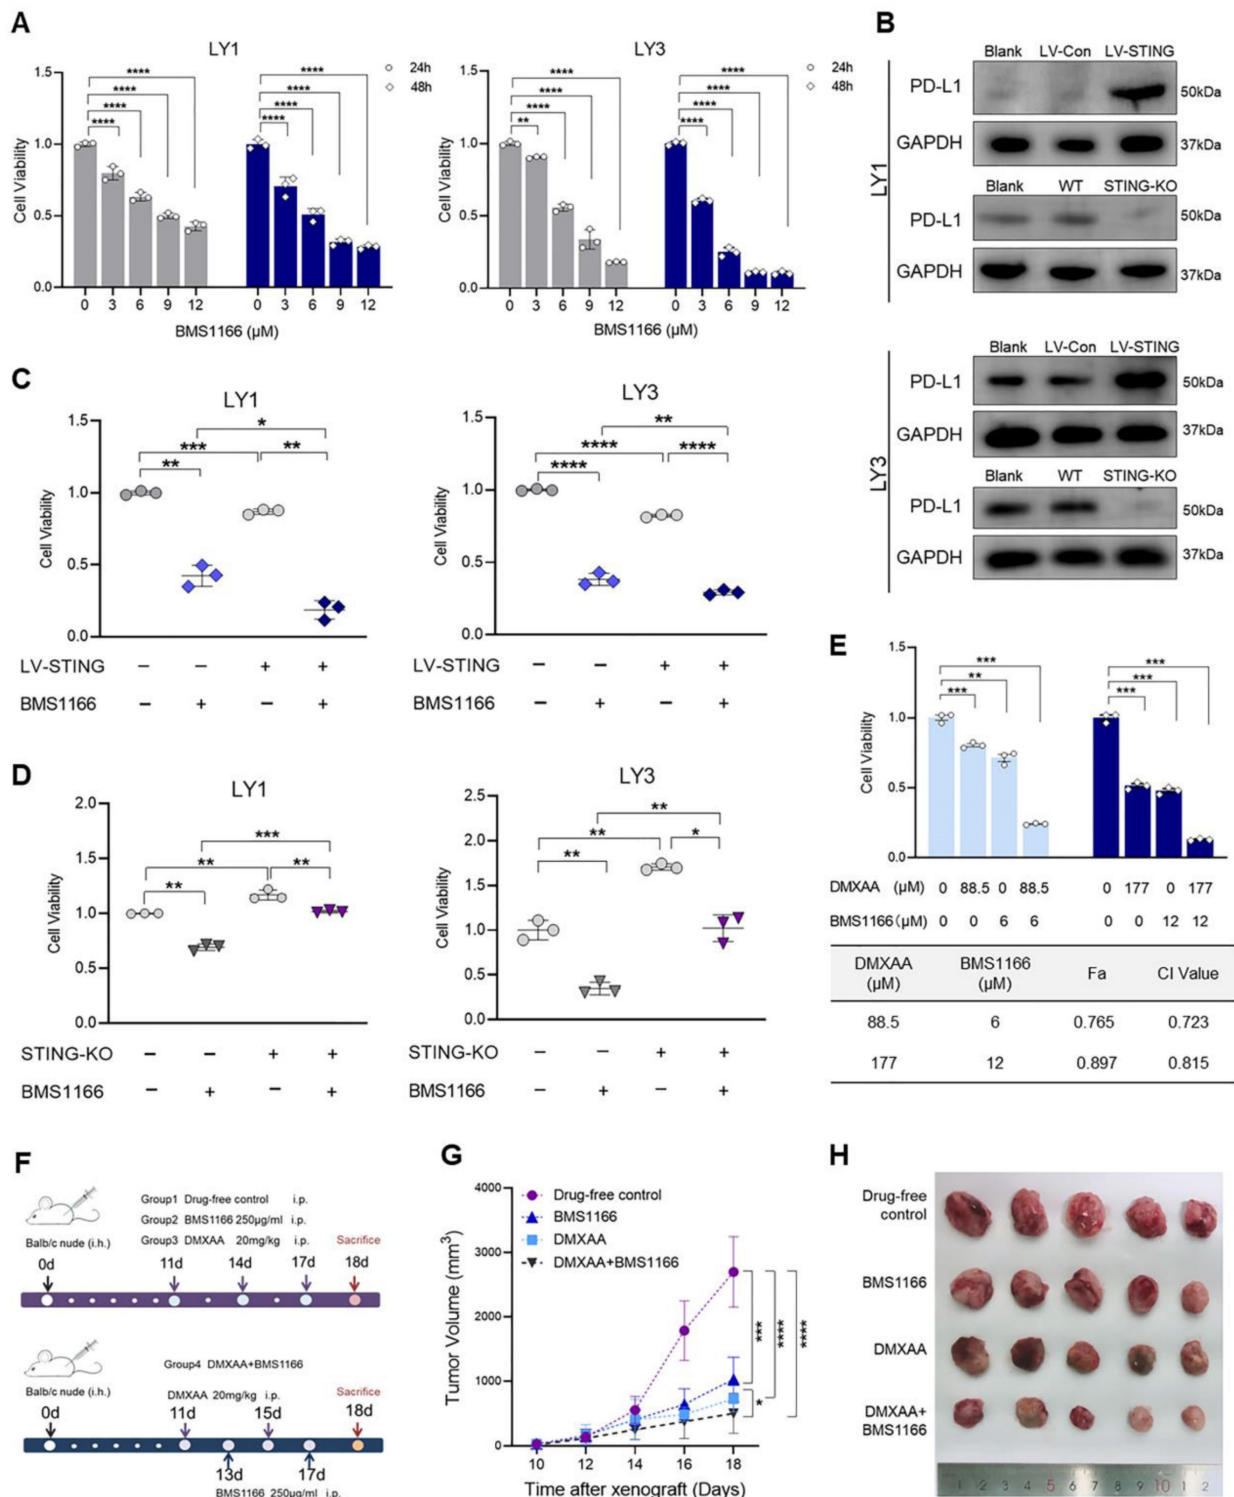 A
LY1
24h
48h
**** **** **** ****
**** **** **** ****
Cell Viability
1.5
1.0
0.5
0.0
0 3 6 9 12 0 3 6 9 12
BMS1166 (µM)
LY3
24h
48h
**** **** **** **
**** **** **** ****
Cell Viability
1.5
1.0
0.5
0.0
0 3 6 9 12 0 3 6 9 12
BMS1166 (µM)
B
LY1
Blank LV-Con LV-STING
PD-L1 50kDa
GAPDH 37kDa
Blank WT STING-KO
PD-L1 50kDa
GAPDH 37kDa
LY3
Blank LV-Con LV-STING
PD-L1 50kDa
GAPDH 37kDa
Blank WT STING-KO
PD-L1 50kDa
GAPDH 37kDa
C
LY1
Cell Viability
1.5
1.0
0.5
0.0
*
*** **
**
LY3
Cell Viability
1.5
1.0
0.5
0.0
**
**** ****
****
LV-STING − − + + − − + +
BMS1166 − + − + − + − +
D
LY1
Cell Viability
2.0
1.5
1.0
0.5
0.0
***
** **
**
LY3
Cell Viability
2.5
2.0
1.5
1.0
0.5
0.0
**
** *
**
STING-KO − − + +
BMS1166 − + − +
STING-KO − − + +
BMS1166 − + − +
E
Cell Viability
1.5
1.0
0.5
0.0
***
**
***
***
***
***
DMXAA (µM) 0 88.5 0 88.5 0 177 0 177
BMS1166(µM) 0 0 6 6 0 0 12 12
DMXAA (µM) BMS1166 (µM) Fa CI Value
88.5 6 0.765 0.723
177 12 0.897 0.815
F
Group1 Drug-free control i.p.
Group2 BMS1166 250µg/ml i.p.
Group3 DMXAA 20mg/kg i.p.
Balb/c nude (i.h.)
0d 11d 14d 17d 18d
Sacrifice
Group4 DMXAA+BMS1166
Balb/c nude (i.h.)
DMXAA 20mg/kg i.p.
Sacrifice
0d 11d 15d 18d
13d 17d
BMS1166 250µg/ml i.p.
G
Drug-free control
BMS1166
DMXAA
DMXAA+BMS1166
Tumor Volume (mm³)
4000
3000
2000
1000
0
10 12 14 16 18
Time after xenograft (Days)
***
****
****
*
H
Drug-free
control
BMS1166
DMXAA
DMXAA+
BMS1166
1 2 3 4 5 6 7 8 9 10 1 2